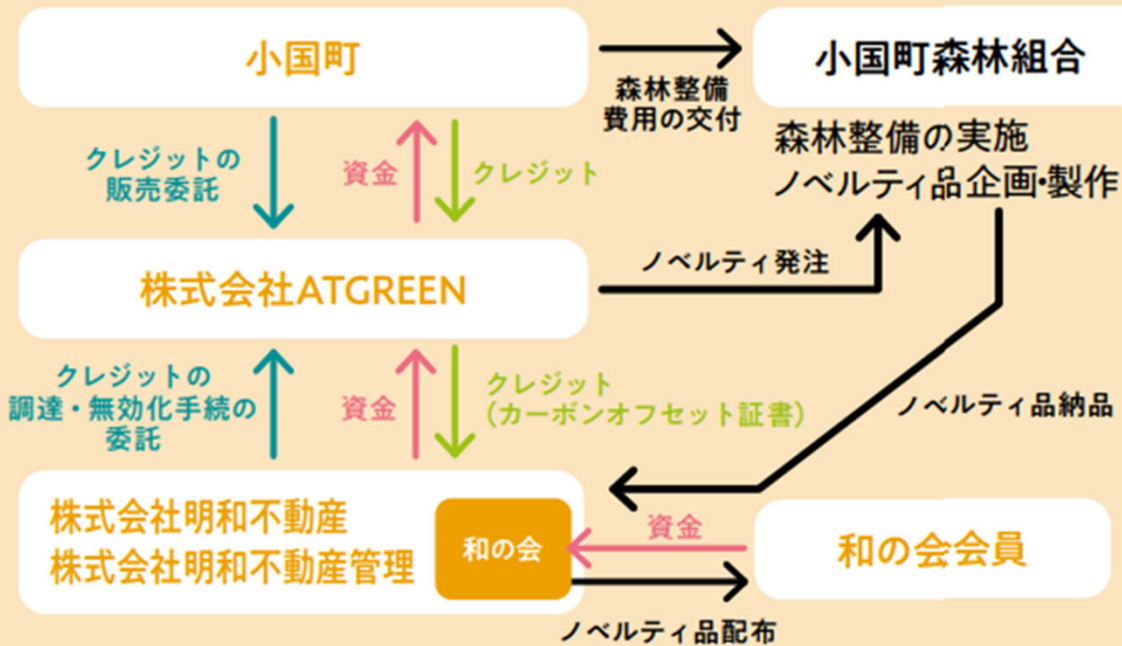 小国町
小国町森林組合
森林整備
費用の交付
森林整備の実施
ノベルティ品企画・製作
クレジットの
販売委託
資金
クレジット
ノベルティ発注
株式会社ATGREEN
クレジットの
調達・無効化手続の
委託
資金
クレジット
（カーボンオフセット証書）
ノベルティ品納品
株式会社明和不動産
株式会社明和不動産管理
和の会
資金
和の会会員
ノベルティ品配布